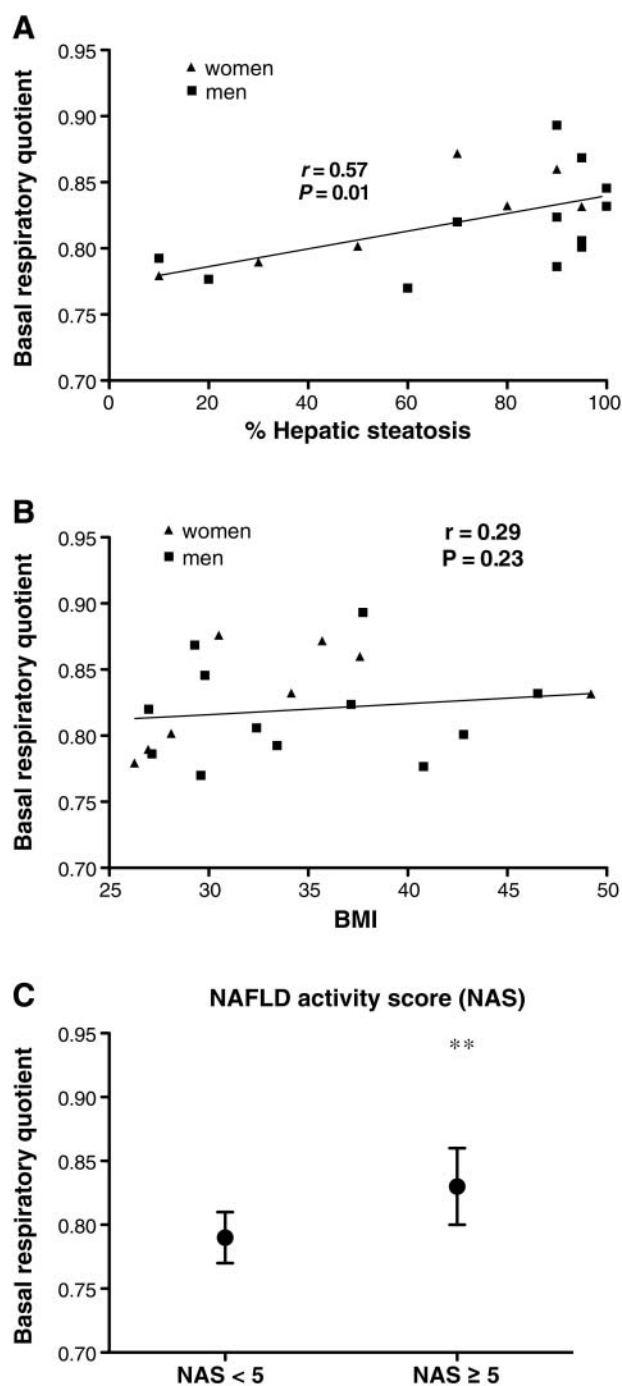 A
0.95
▲ women
■ men
0.90
r = 0.57
P = 0.01
0.85
0.80
0.75
0.70
Basal respiratory quotient
0 20 40 60 80 100
% Hepatic steatosis
B
▲ women
■ men
r = 0.29
P = 0.23
0.95
0.90
0.85
0.80
0.75
0.70
Basal respiratory quotient
25 30 35 40 45 50
BMI
C
NAFLD activity score (NAS)
0.95
**
0.90
0.85
0.80
0.75
0.70
Basal respiratory quotient
NAS < 5 NAS ≥ 5